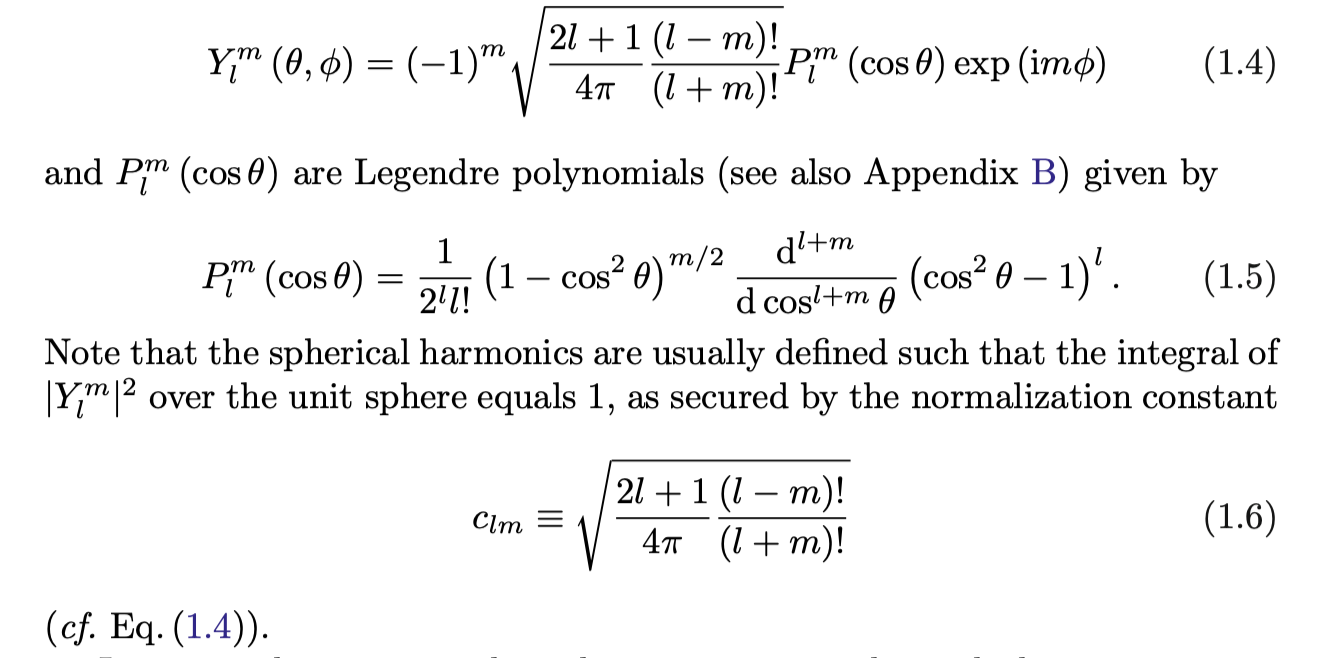 Y_l^m (θ, ϕ) = (−1)^m √((2l + 1)/(4π) (l − m)!/(l + m)!) P_l^m (cos θ) exp (imϕ) (1.4)
and P_l^m (cos θ) are Legendre polynomials (see also Appendix B) given by
P_l^m (cos θ) = 1/(2^l l!) (1 − cos² θ)^{m/2} d^{l+m}/(d cos^{l+m} θ) (cos² θ − 1)^l . (1.5)
Note that the spherical harmonics are usually defined such that the integral of
|Y_l^m|² over the unit sphere equals 1, as secured by the normalization constant
c_{lm} ≡ √((2l + 1)/(4π) (l − m)!/(l + m)!) (1.6)
(cf. Eq. (1.4)).